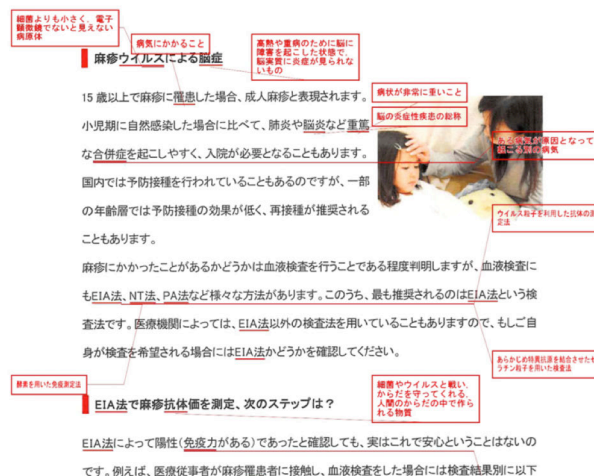 細菌よりも小さく、電子
顕微鏡でないと見えない
病原体
病気にかかること
高熱や重病のために脳に
障害を起こした状態で、
脳実質に炎症が見られな
いもの
麻疹ウイルスによる脳症
15 歳以上で麻疹に罹患した場合、成人麻疹と表現されます。
小児期に自然感染した場合に比べて、肺炎や脳炎など重篤
な合併症を起こしやすく、入院が必要となることもあります。
国内では予防接種を行われていることもあるのですが、一部
の年齢層では予防接種の効果が低く、再接種が推奨される
こともあります。
病状が非常に重いこと
脳の炎症性疾患の総称
原因となって
病気
ウイルス粒子を利用した抗体の測
定法
麻疹にかかったことがあるかどうかは血液検査を行うことである程度判明しますが、血液検査に
もEIA法、NT法、PA法など様々な方法があります。このうち、最も推奨されるのはEIA法という検
査法です。医療機関によっては、EIA法以外の検査法を用いていることもありますので、もしご自
身が検査を希望される場合にはEIA法かどうかを確認してください。
あらかじめ特異抗原を結合させたゼ
ラチン粒子を用いた検査法
酵素を用いた免疫測定法
細菌やウイルスと戦い、
からだを守ってくれる、
人間のからだの中で作ら
れる物質
EIA法で麻疹抗体価を測定、次のステップは？
EIA法によって陽性（免疫力がある）であったと確認しても、実はこれで安心ということはないの
です。例えば、医療従事者が麻疹罹患者に接触し、血液検査をした場合には検査結果別に以下